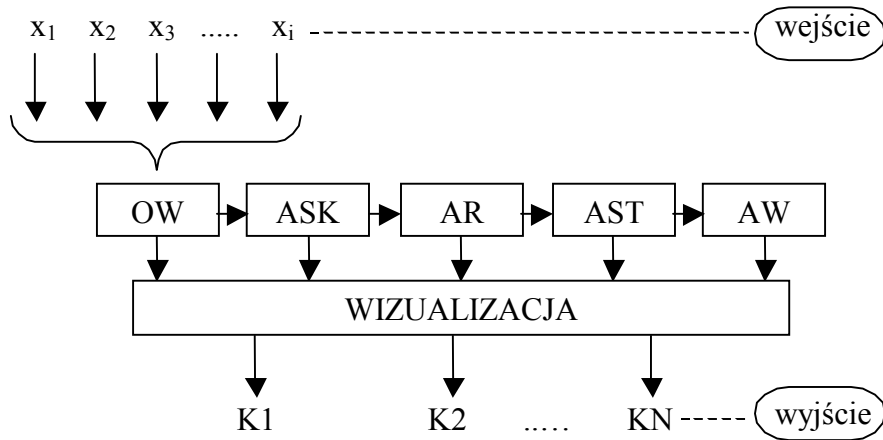 x₁ x₂ x₃ ..... xᵢ wejście
OW ASK AR AST AW
WIZUALIZACJA
K1 K2 ..... KN wyjście